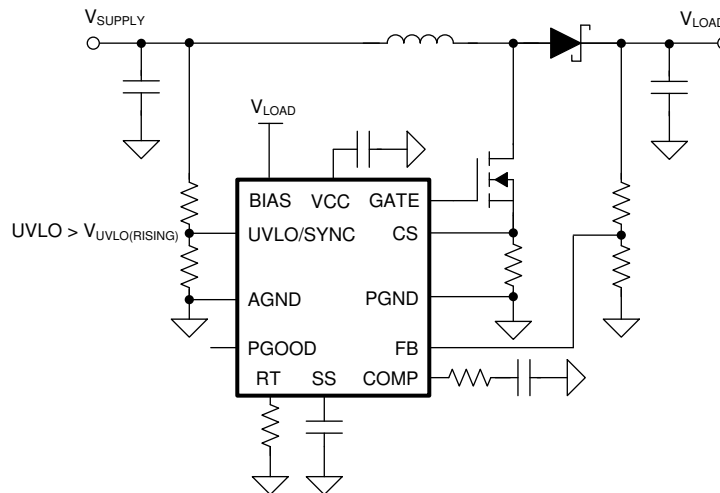 VSUPPLY
VLOAD
VLOAD
BIAS
VCC
GATE
UVLO > VUVLO(RISING)
UVLO/SYNC
CS
AGND
PGND
PGOOD
FB
RT
SS
COMP